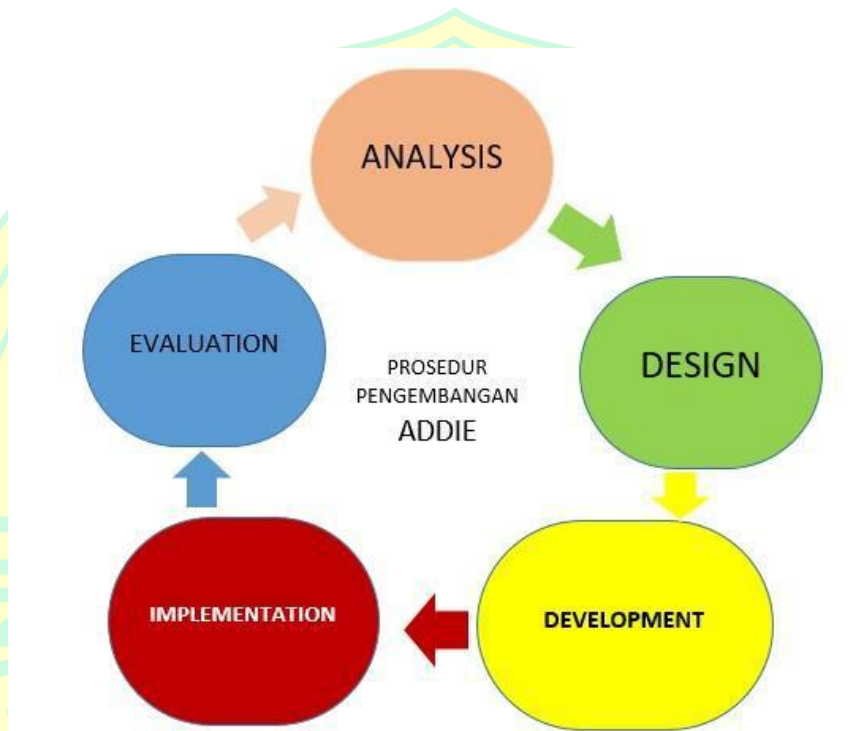 ANALYSIS
DESIGN
EVALUATION
PROSEDUR
PENGEMBANGAN
ADDIE
IMPLEMENTATION
DEVELOPMENT